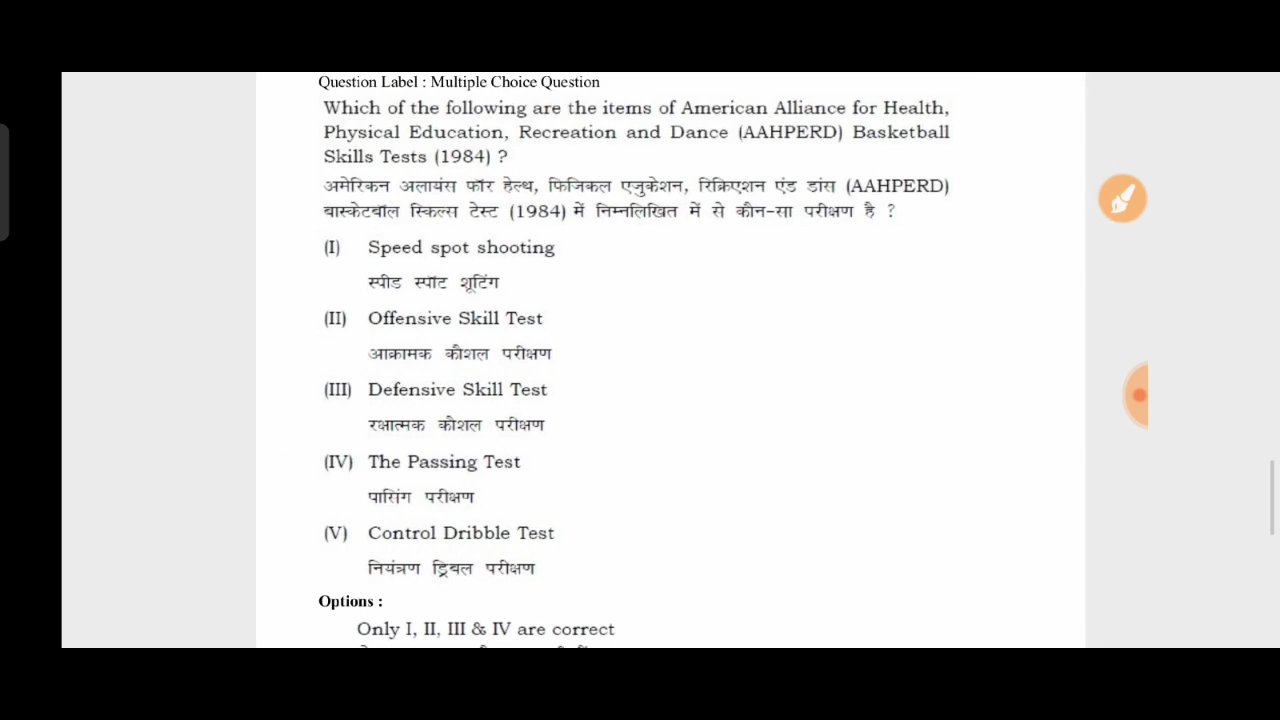 Question Label : Multiple Choice Question
Which of the following are the items of American Alliance for Health,
Physical Education, Recreation and Dance (AAHPERD) Basketball
Skills Tests (1984) ?
अमेरिकन अलायंस फॉर हेल्थ, फिजिकल एजुकेशन, रिक्रिएशन एंड डांस (AAHPERD)
बास्केटबॉल स्किल्स टेस्ट (1984) में निम्नलिखित में से कौन-सा परीक्षण है ?
(I) Speed spot shooting
स्पीड स्पॉट शूटिंग
(II) Offensive Skill Test
आक्रामक कौशल परीक्षण
(III) Defensive Skill Test
रक्षात्मक कौशल परीक्षण
(IV) The Passing Test
पासिंग परीक्षण
(V) Control Dribble Test
नियंत्रण ड्रिबल परीक्षण
Options :
Only I, II, III & IV are correct